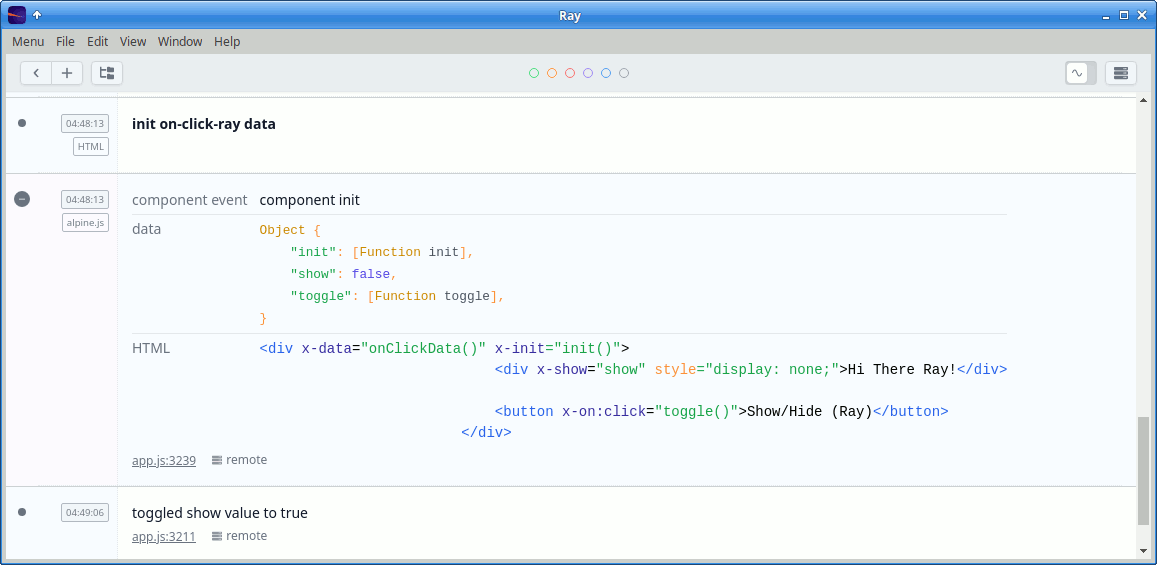 Ray
Menu File Edit View Window Help
04:48:13
HTML
init on-click-ray data
04:48:13
alpine.js
component event component init
data Object {
"init": [Function init],
"show": false,
"toggle": [Function toggle],
}
HTML <div x-data="onClickData()" x-init="init()">
<div x-show="show" style="display: none;">Hi There Ray!</div>
<button x-on:click="toggle()">Show/Hide (Ray)</button>
</div>
app.js:3239 remote
04:49:06
toggled show value to true
app.js:3211 remote